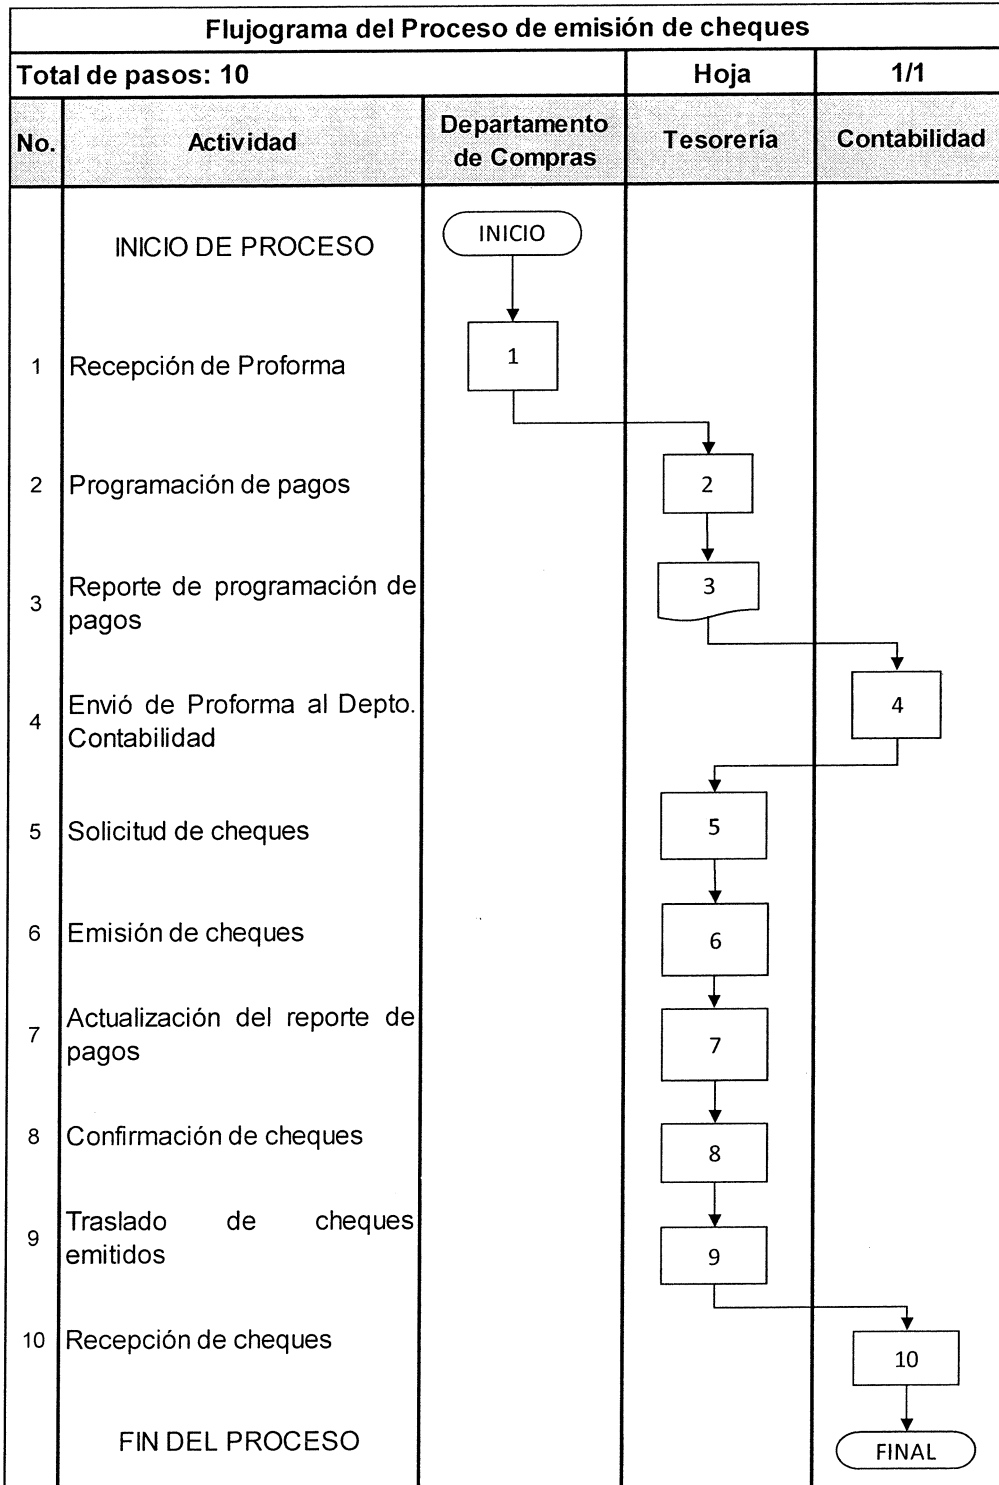 Flujograma del Proceso de emisión de cheques
Total de pasos: 10 Hoja 1/1
No. Actividad Departamento de Compras Tesorería Contabilidad
INICIO DE PROCESO INICIO
1 Recepción de Proforma 1
2 Programación de pagos 2
3 Reporte de programación de
pagos 3
4 Envió de Proforma al Depto.
Contabilidad 4
5 Solicitud de cheques 5
6 Emisión de cheques 6
7 Actualización del reporte de
pagos 7
8 Confirmación de cheques 8
9 Traslado de cheques
emitidos 9
10 Recepción de cheques 10
FIN DEL PROCESO FINAL